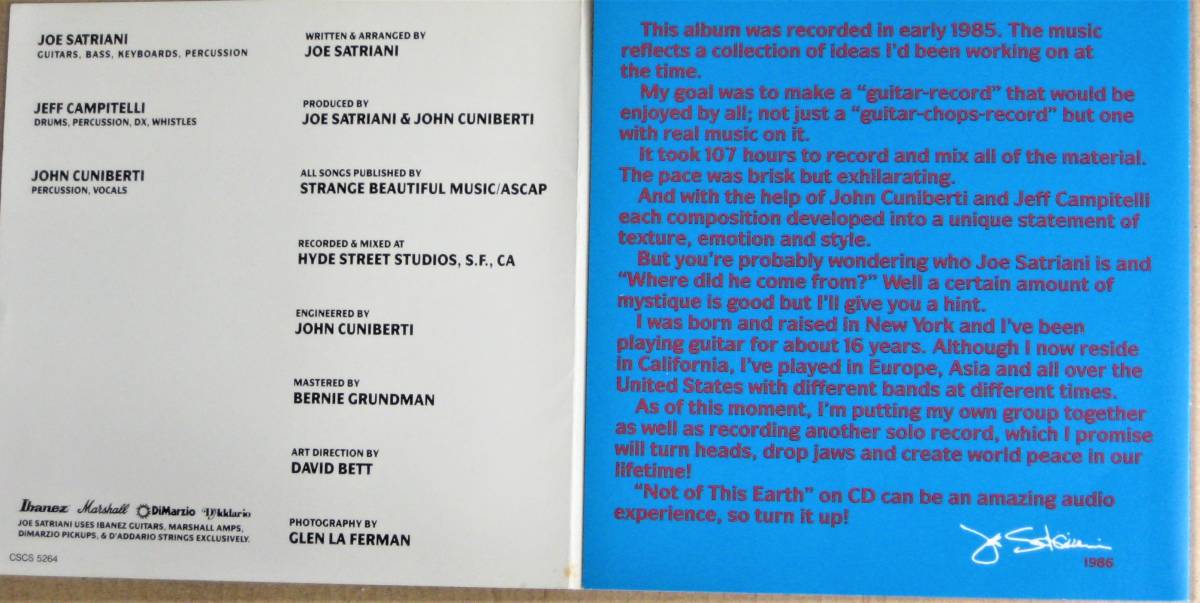 JOE SATRIANI
GUITARS, BASS, KEYBOARDS, PERCUSSION
JEFF CAMPITELLI
DRUMS, PERCUSSION, DX, WHISTLES
JOHN CUNIBERTI
PERCUSSION, VOCALS
Ibanez Marshall DiMarzio
JOE SATRIANI USES IBANEZ GUITARS, MARSHALL AMPS,
DIMARZIO PICKUPS, & D'ADDARIO STRINGS EXCLUSIVELY.
CSCS 5264
WRITTEN & ARRANGED BY
JOE SATRIANI
PRODUCED BY
JOE SATRIANI & JOHN CUNIBERTI
ALL SONGS PUBLISHED BY
STRANGE BEAUTIFUL MUSIC/ASCAP
RECORDED & MIXED AT
HYDE STREET STUDIOS, S.F., CA
ENGINEERED BY
JOHN CUNIBERTI
MASTERED BY
BERNIE GRUNDMAN
ART DIRECTION BY
DAVID BETT
PHOTOGRAPHY BY
GLEN LA FERMAN
This album was recorded in early 1985. The music
reflects a collection of ideas I'd been working on at
the time.
My goal was to make a “guitar-record” that would be
enjoyed by all; not just a “guitar-chops-record” but one
with real music on it.
It took 107 hours to record and mix all of the material.
The pace was brisk but exhilarating.
And with the help of John Cuniberti and Jeff Campitelli
each composition developed into a unique statement of
texture, emotion and style.
But you're probably wondering who Joe Satriani is and
“Where did he come from?” Well a certain amount of
mystique is good but I'll give you a hint.
I was born and raised in New York and I've been
playing guitar for about 16 years. Although I now reside
in California, I've played in Europe, Asia and all over the
United States with different bands at different times.
As of this moment, I'm putting my own group together
as well as recording another solo record, which I promise
will turn heads, drop jaws and create world peace in our
lifetime!
“Not of This Earth” on CD can be an amazing audio
experience, so turn it up!
Joe Satriani
1986